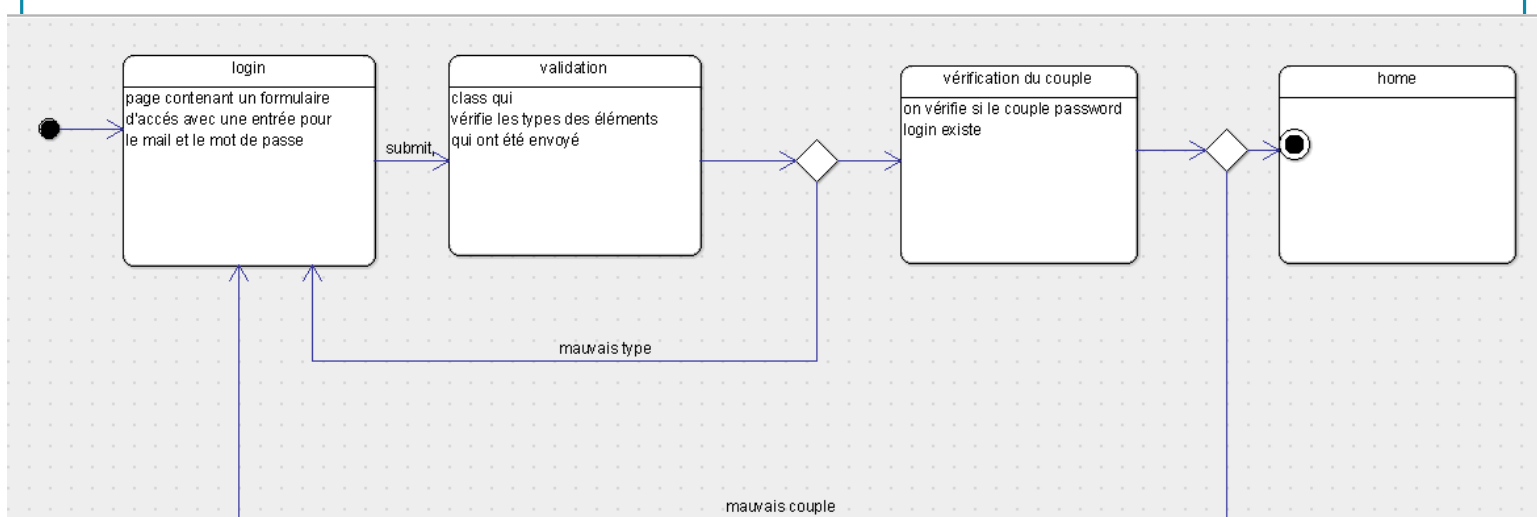 login
page contenant un formulaire
d'accés avec une entrée pour
le mail et le mot de passe
submit,
validation
class qui
vérifie les types des éléments
qui ont été envoyé
vérification du couple
on vérifie si le couple password
login existe
home
mauvais type
mauvais couple